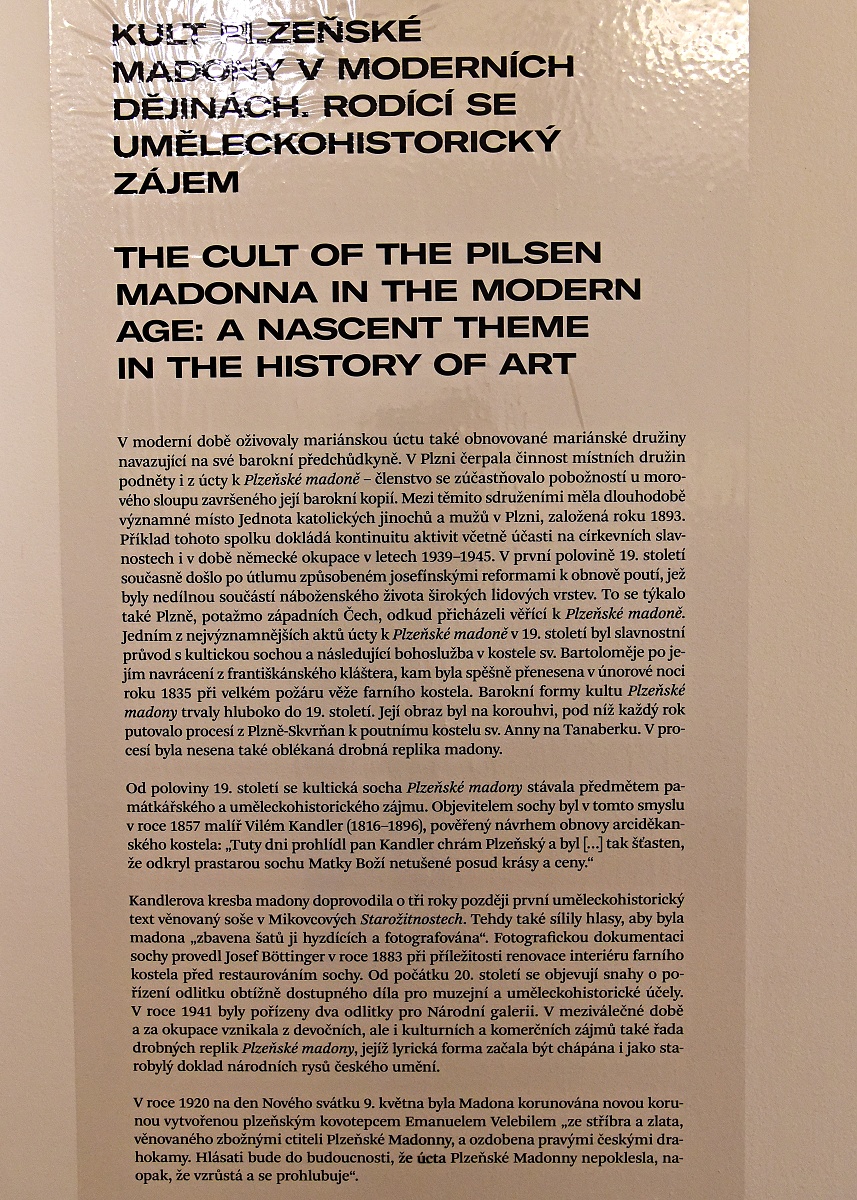 KULT PLZEŇSKÉ
MADONY V MODERNÍCH
DĚJINÁCH. RODÍCÍ SE
UMĚLECKOHISTORICKÝ
ZÁJEM
THE CULT OF THE PILSEN
MADONNA IN THE MODERN
AGE: A NASCENT THEME
IN THE HISTORY OF ART
V moderní době oživovaly mariánskou úctu také obnovované mariánské družiny
navazující na své barokní předchůdkyně. V Plzni čerpala činnost místních družin
podněty i z úcty k Plzeňské madoně – členstvo se zúčastňovalo pobožností u moro-
vého sloupu završeného její barokní kopií. Mezi těmito sdruženími měla dlouhodobě
významné místo Jednota katolických jinochů a mužů v Plzni, založená roku 1893.
Příklad tohoto spolku dokládá kontinuitu aktivit včetně účasti na církevních slav-
nostech i v době německé okupace v letech 1939–1945. V první polovině 19. století
současně došlo po útlumu způsobeném josefínskými reformami k obnově poutí, jež
byly nedílnou součástí náboženského života širokých lidových vrstev. To se týkalo
také Plzně, potažmo západních Čech, odkud přicházeli věřící k Plzeňské madoně.
Jedním z nejvýznamnějších aktů úcty k Plzeňské madoně v 19. století byl slavnostní
průvod s kultickou sochou a následující bohoslužba v kostele sv. Bartoloměje po je-
jím navrácení z františkánského kláštera, kam byla spěšně přenesena v únorové noci
roku 1835 při velkém požáru věže farního kostela. Barokní formy kultu Plzeňské
madony trvaly hluboko do 19. století. Její obraz byl na korouhvi, pod níž každý rok
putovalo procesí z Plzně-Skvrňan k poutnímu kostelu sv. Anny na Tanaberku. V pro-
cesí byla nesena také oblékaná drobná replika madony.
Od poloviny 19. století se kultická socha Plzeňské madony stávala předmětem pa-
mátkářského a uměleckohistorického zájmu. Objevitelem sochy byl v tomto smyslu
v roce 1857 malíř Vilém Kandler (1816–1896), pověřený návrhem obnovy arciděkan-
ského kostela: „Tuty dni prohlídl pan Kandler chrám Plzeňský a byl [...] tak šťasten,
že odkryl prastarou sochu Matky Boží netušené posud krásy a ceny.“
Kandlerova kresba madony doprovodila o tři roky později první uměleckohistorický
text věnovaný soše v Mikovcových Starožitnostech. Tehdy také sílily hlasy, aby byla
madona „zbavena šatů ji hyzdících a fotografována“. Fotografickou dokumentaci
sochy provedl Josef Böttinger v roce 1883 při příležitosti renovace interiéru farního
kostela před restaurováním sochy. Od počátku 20. století se objevují snahy o po-
řízení odlitku obtížně dostupného díla pro muzejní a uměleckohistorické účely.
V roce 1941 byly pořízeny dva odlitky pro Národní galerii. V meziválečné době
a za okupace vznikala z devočních, ale i kulturních a komerčních zájmů také řada
drobných replik Plzeňské madony, jejíž lyrická forma začala být chápána i jako sta-
robylý doklad národních rysů českého umění.
V roce 1920 na den Nového svátku 9. května byla Madona korunována novou koru-
nou vytvořenou plzeňským kovotepcem Emanuelem Velebilem „ze stříbra a zlata,
věnovaného zbožnými ctiteli Plzeňské Madonny, a ozdobena pravými českými dra-
hokamy. Hlásati bude do budoucnosti, že úcta Plzeňské Madonny nepoklesla, na-
opak, že vzrůstá a se prohlubuje“.